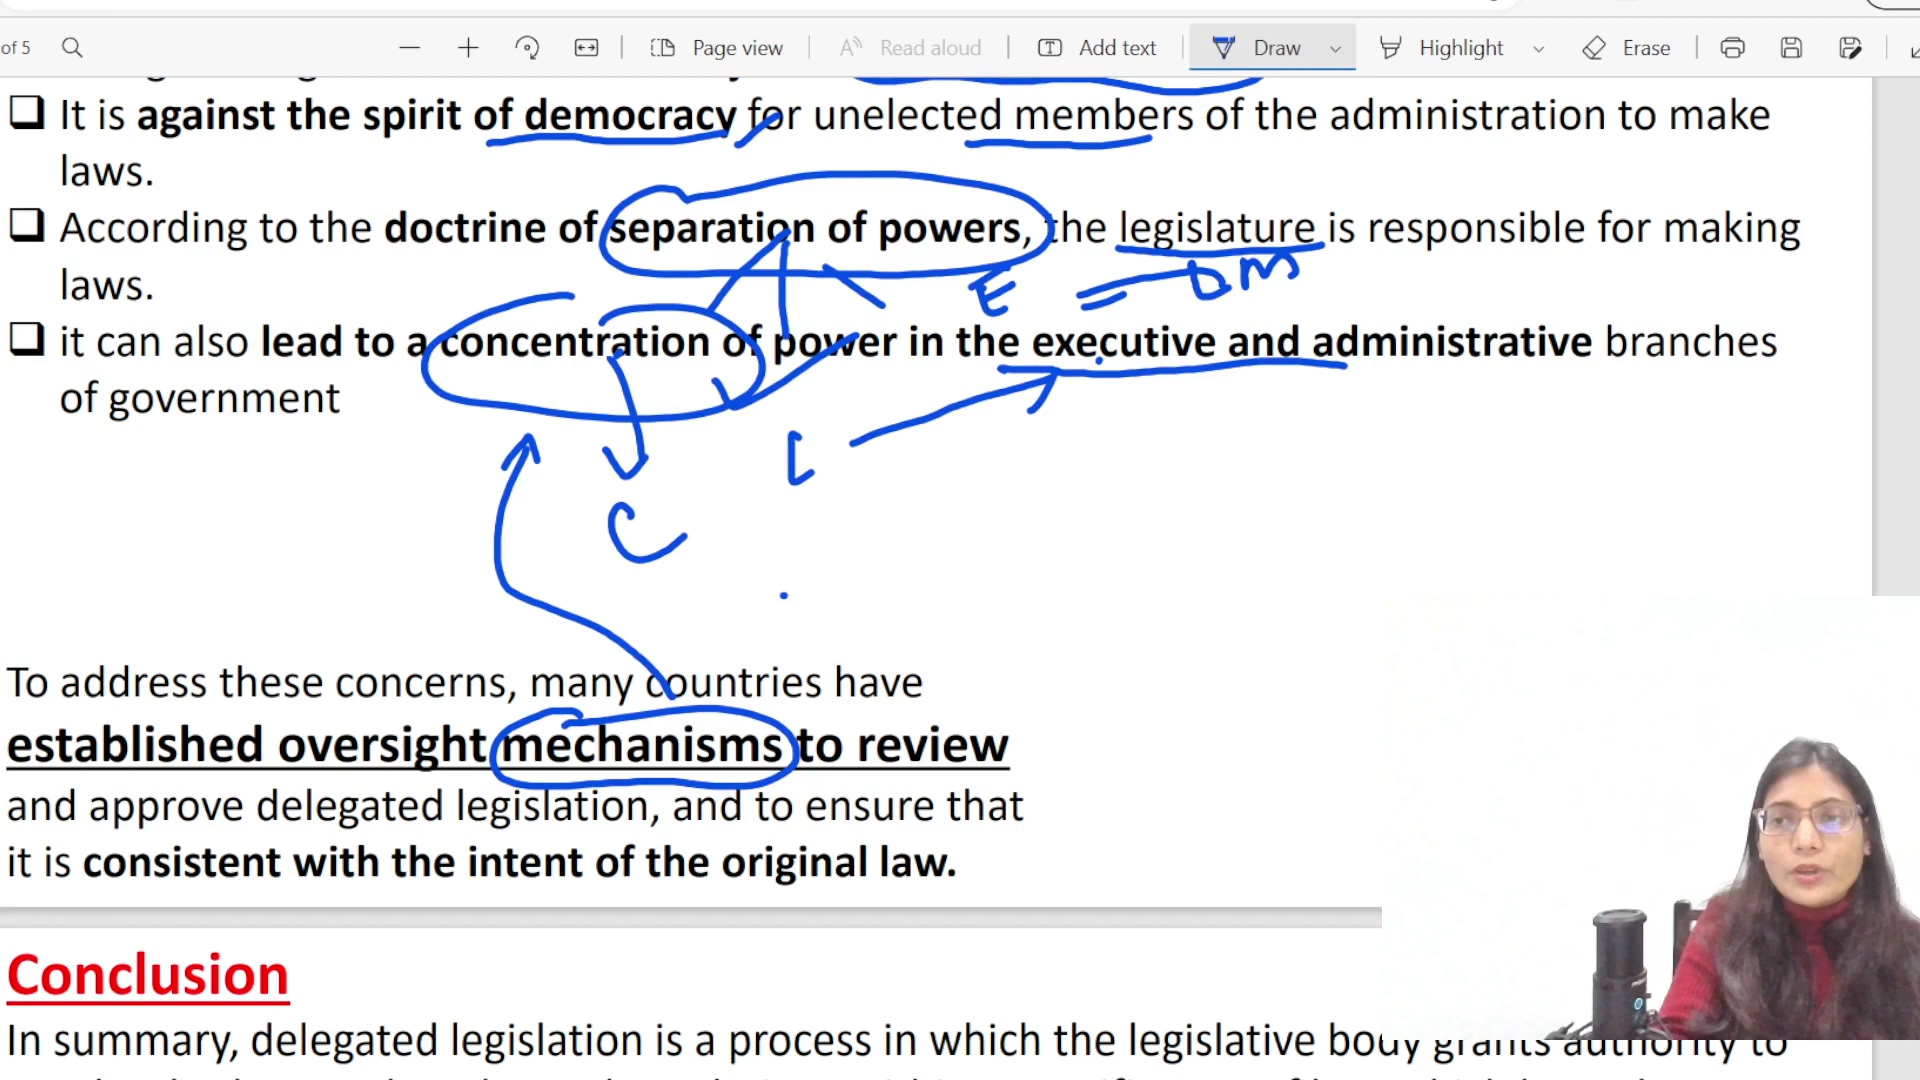 of 5
Page view
Read aloud
Add text
Draw
Highlight
Erase
It is against the spirit of democracy for unelected members of the administration to make
laws.
According to the doctrine of separation of powers, the legislature is responsible for making
laws.
E = DM
it can also lead to a concentration of power in the executive and administrative branches
of government
L
C
To address these concerns, many countries have
established oversight mechanisms to review
and approve delegated legislation, and to ensure that
it is consistent with the intent of the original law.
Conclusion
In summary, delegated legislation is a process in which the legislative body grants authority to